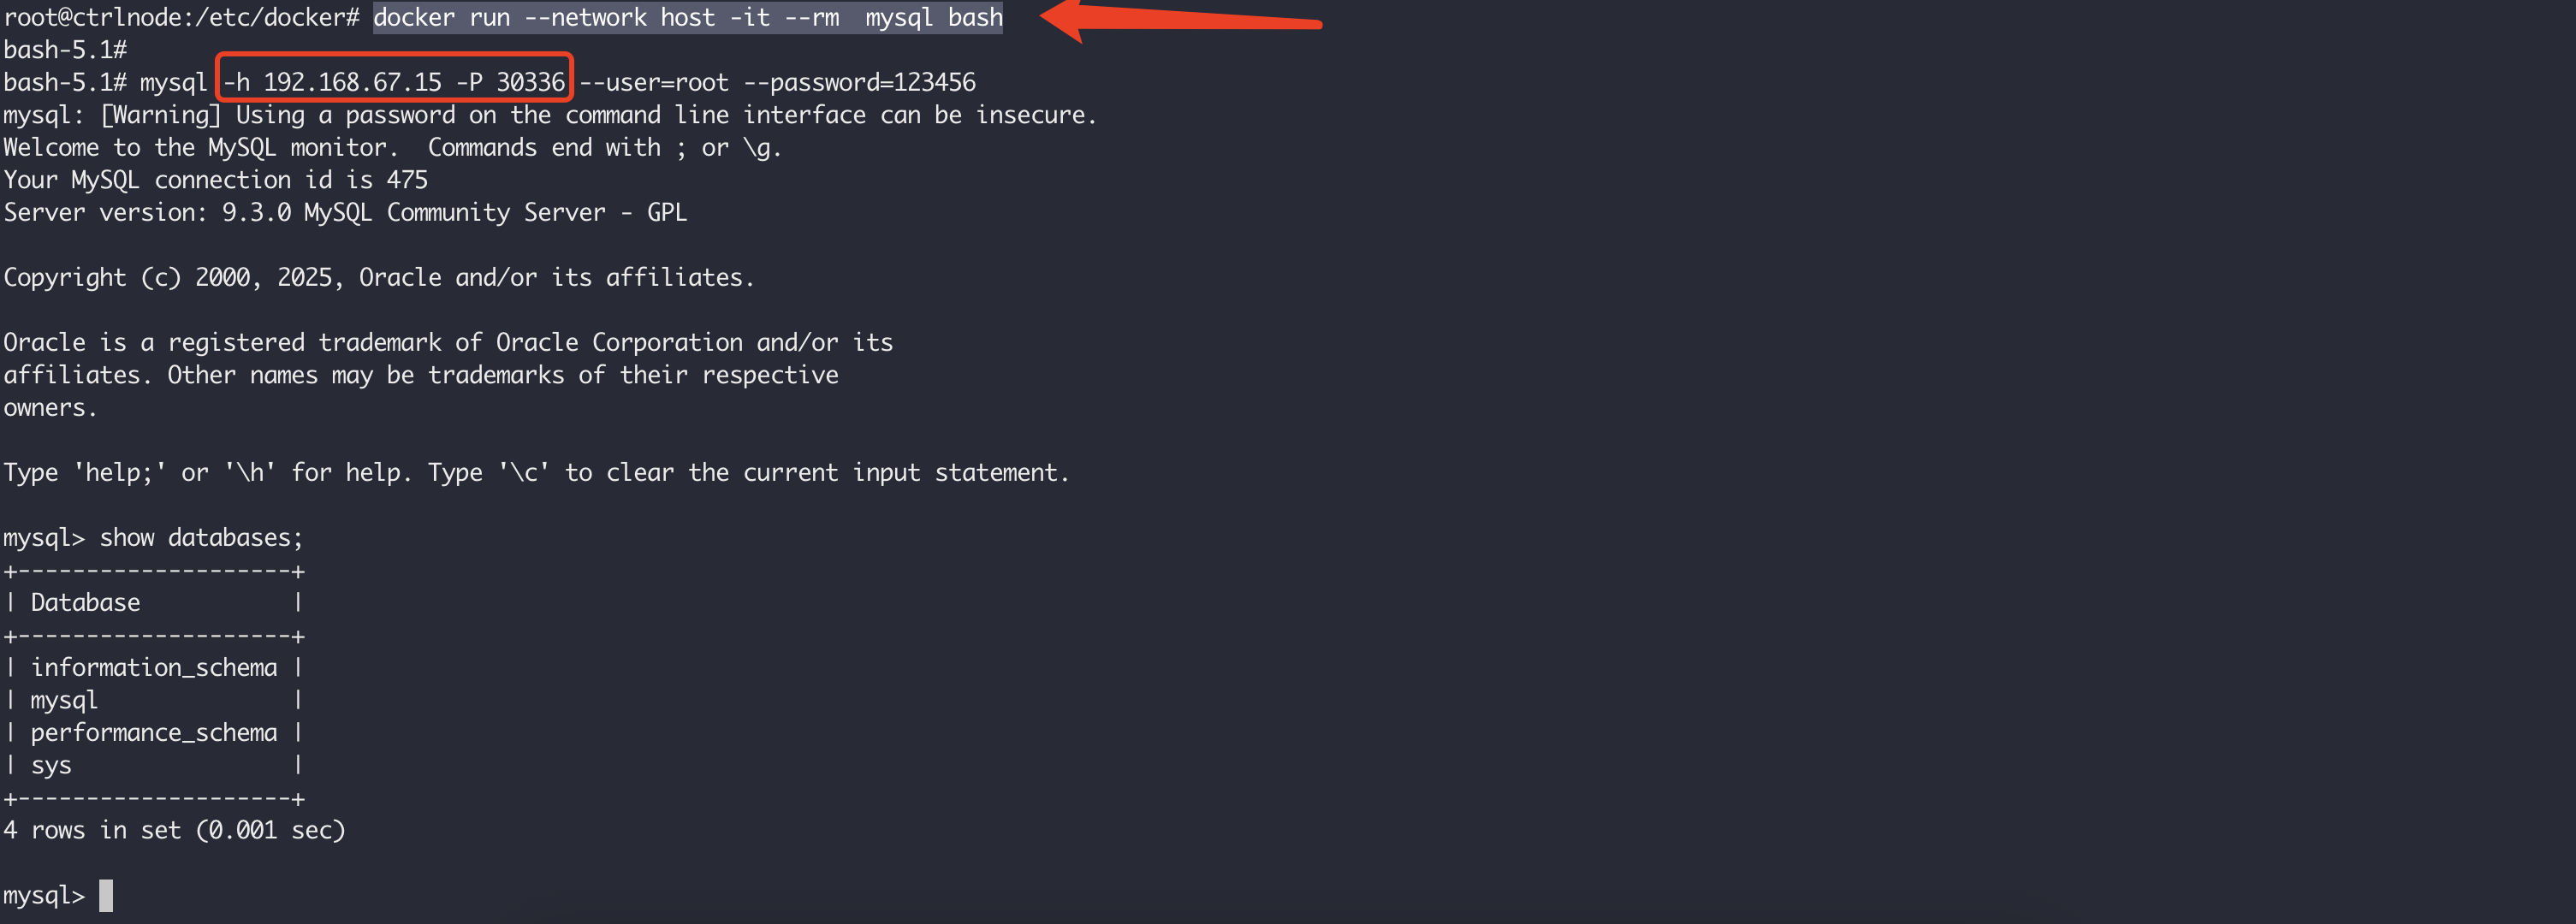 root@ctrlnode:/etc/docker# docker run --network host -it --rm  mysql bash
bash-5.1#
bash-5.1# mysql -h 192.168.67.15 -P 30336 --user=root --password=123456
mysql: [Warning] Using a password on the command line interface can be insecure.
Welcome to the MySQL monitor.  Commands end with ; or \g.
Your MySQL connection id is 475
Server version: 9.3.0 MySQL Community Server - GPL

Copyright (c) 2000, 2025, Oracle and/or its affiliates.

Oracle is a registered trademark of Oracle Corporation and/or its
affiliates. Other names may be trademarks of their respective
owners.

Type 'help;' or '\h' for help. Type '\c' to clear the current input statement.

mysql> show databases;
+--------------------+
| Database           |
+--------------------+
| information_schema |
| mysql              |
| performance_schema |
| sys                |
+--------------------+
4 rows in set (0.001 sec)

mysql>